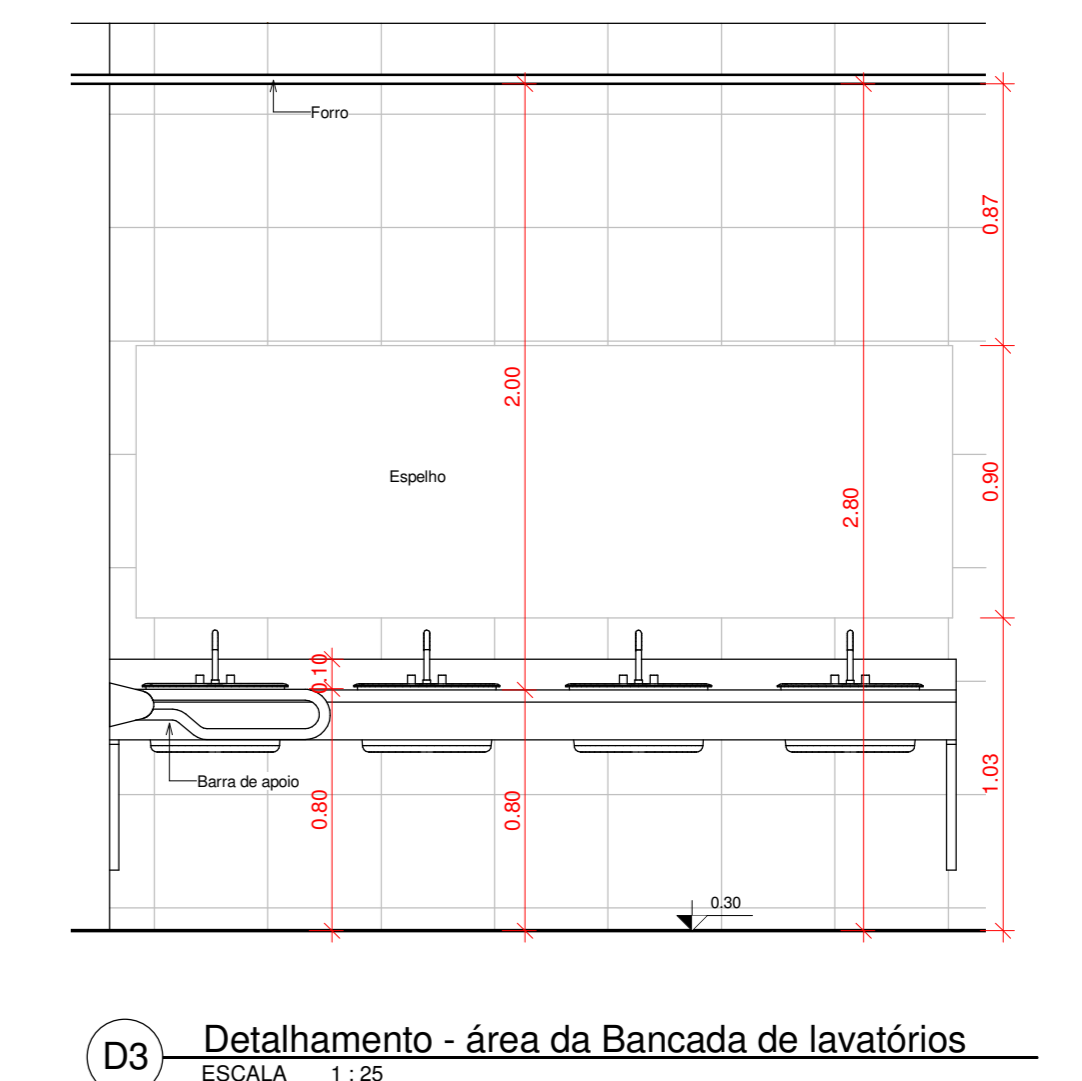 Forro
0.87
2.00
Espelho
0.90
2.80
0.10
Barra de apoio
0.80
0.80
1.03
0.30
D3
Detalhamento - área da Bancada de lavatórios
ESCALA 1 : 25